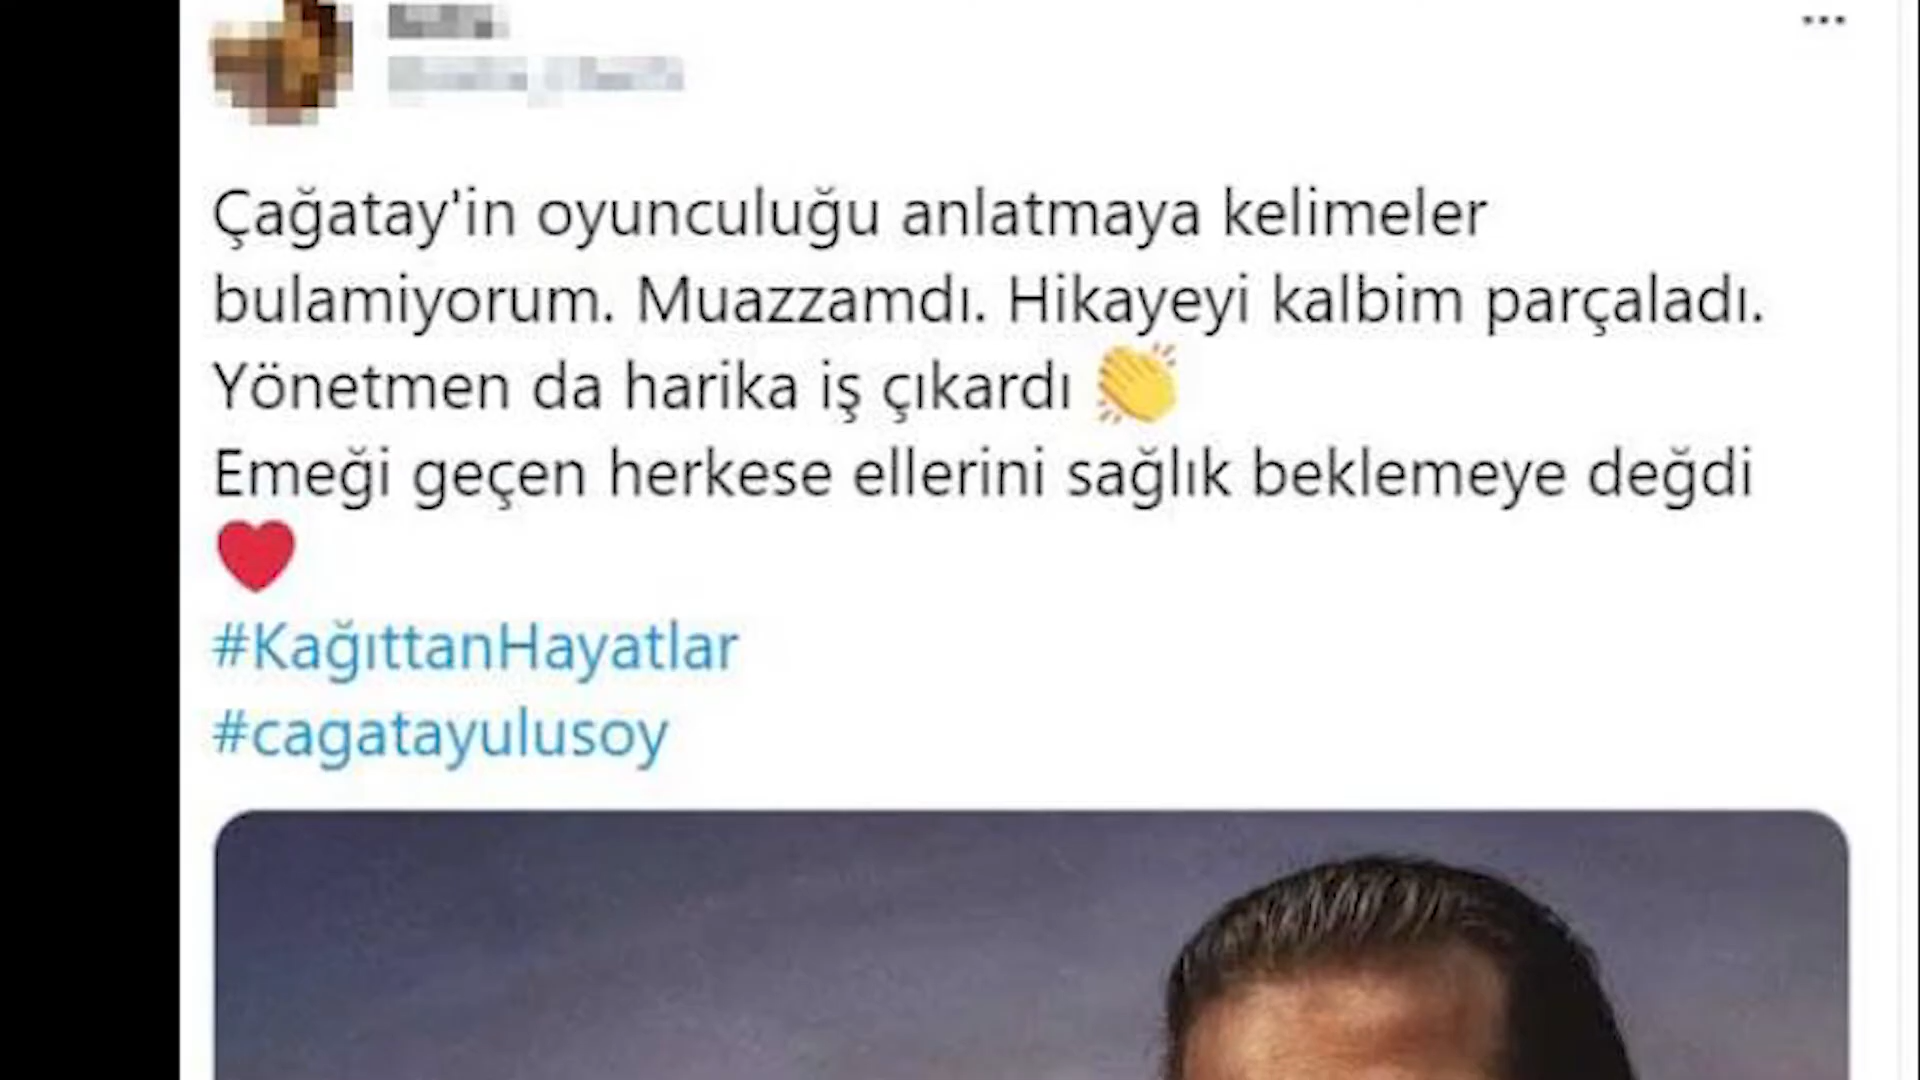 Çağatay'in oyunculuğu anlatmaya kelimeler
bulamiyorum. Muazzamdı. Hikayeyi kalbim parçaladı.
Yönetmen da harika iş çıkardı 👏
Emeği geçen herkese ellerini sağlık beklemeye değdi
❤️
#KağıttanHayatlar
#cagatayulusoy